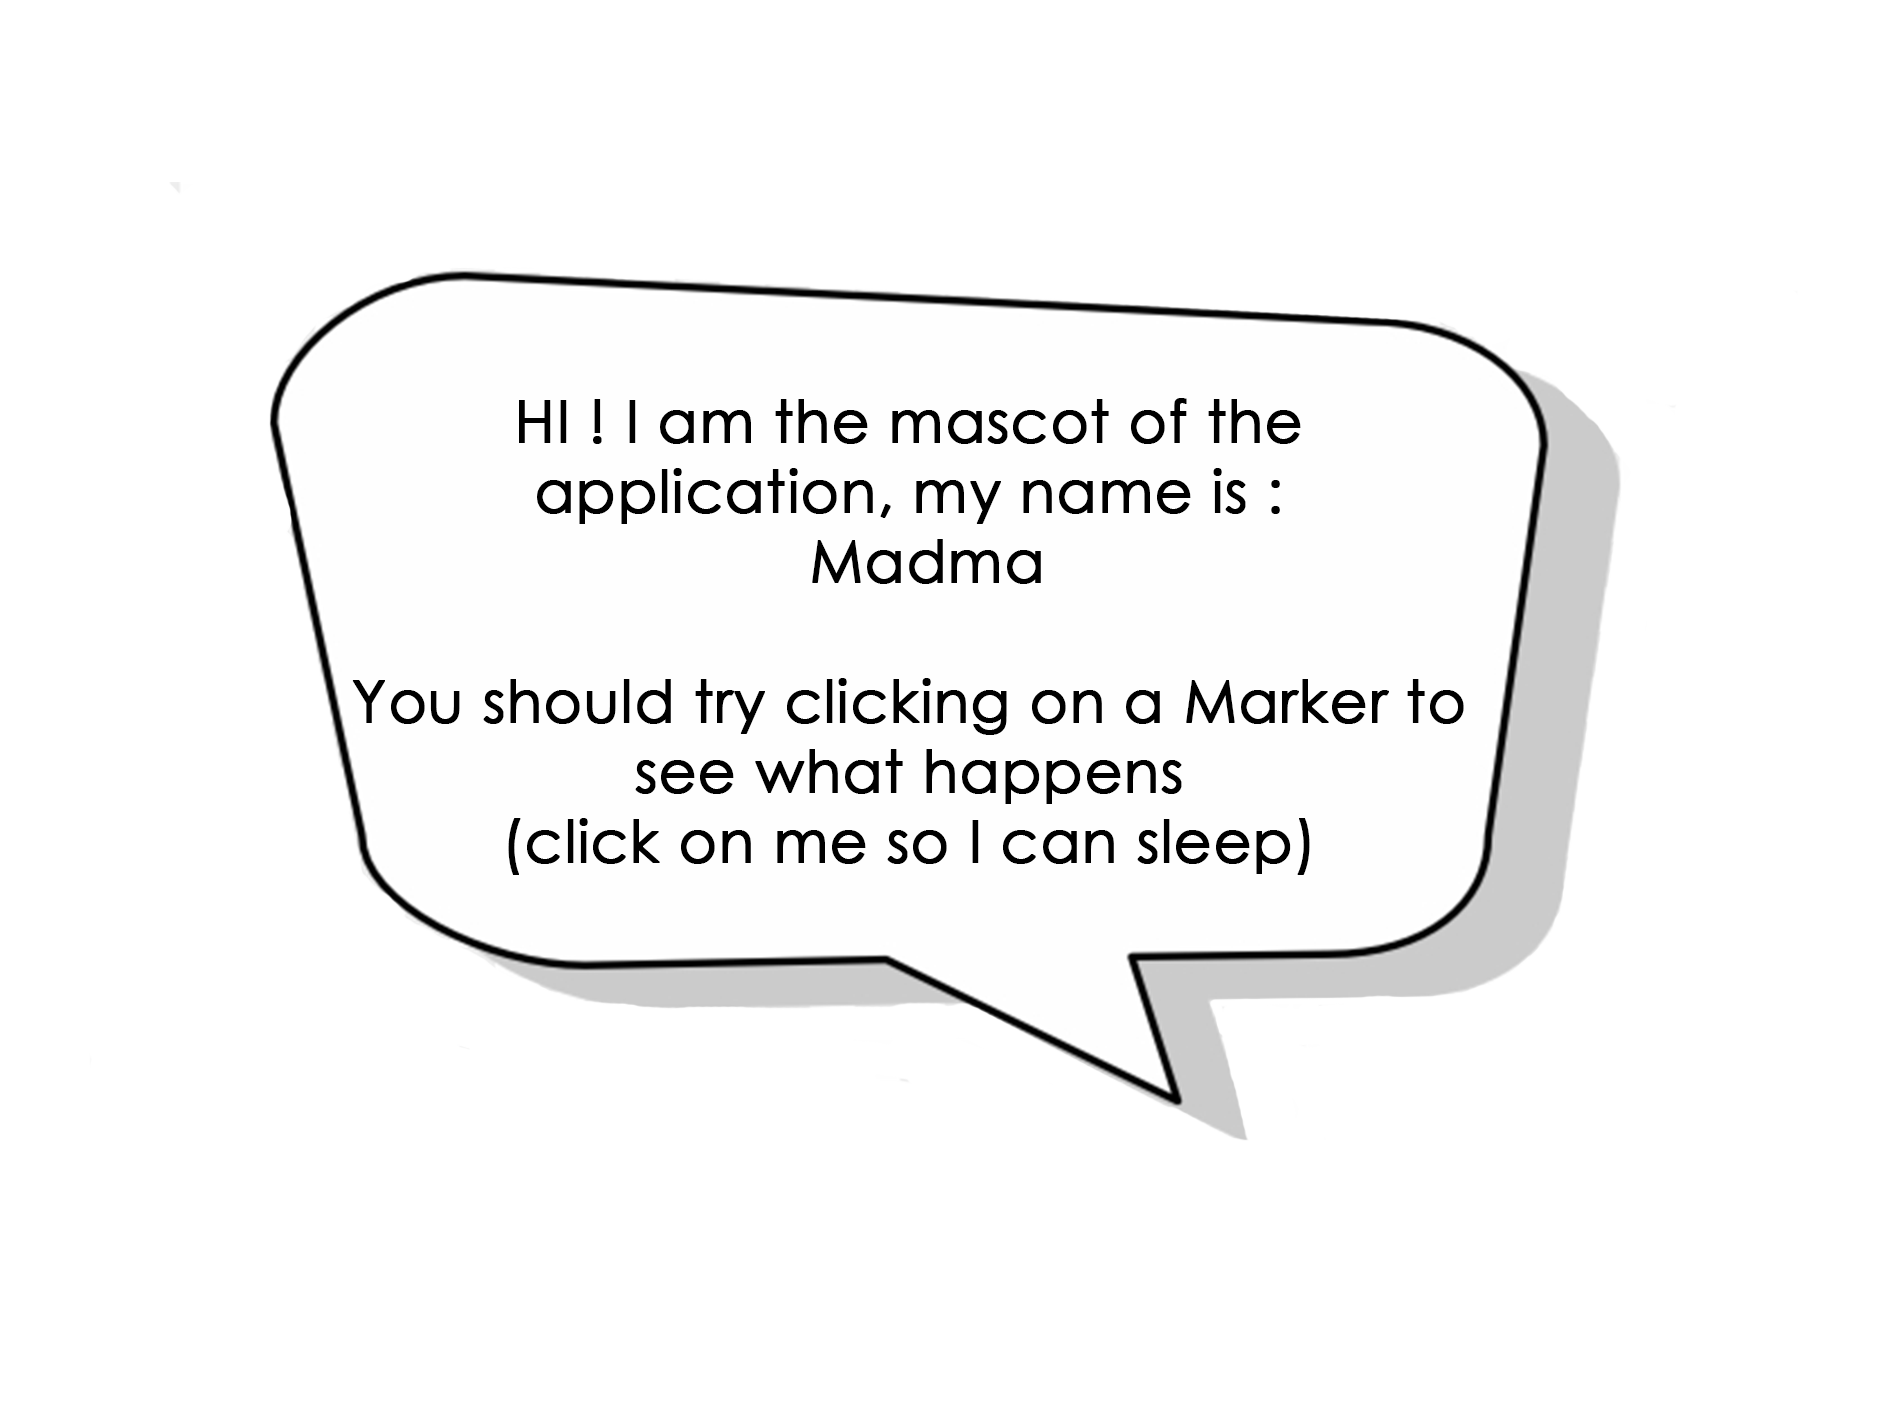 HI ! I am the mascot of the
application, my name is :
Madma
You should try clicking on a Marker to
see what happens
(click on me so I can sleep)